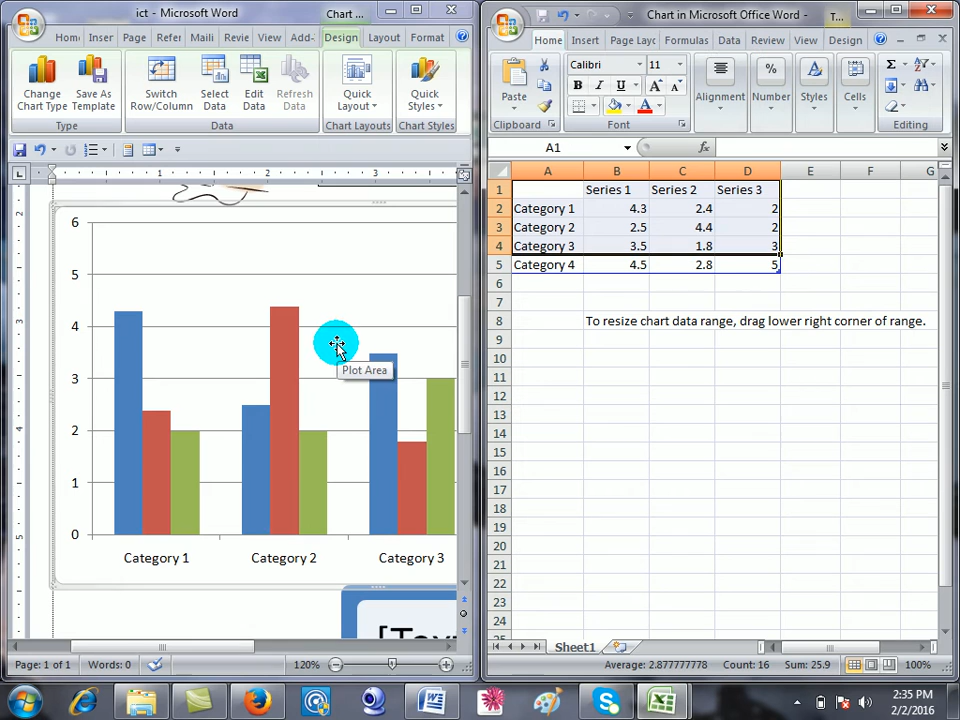 ict - Microsoft Word
Chart ...
Hom
Inser
Page
Refer
Maili
Revie
View
Add-
Design
Layout
Format
Change
Chart Type
Save As
Template
Switch
Row/Column
Select
Data
Edit
Data
Refresh
Data
Quick
Layout
Quick
Styles
Type
Data
Chart Layouts
Chart Styles
1 2 3
6
5
4
3
2
1
0
Plot Area
Category 1
Category 2
Category 3
Page: 1 of 1
Words: 0
120%
Chart in Microsoft Office Word -
T...
Home
Insert
Page Layc
Formulas
Data
Review
View
Design
Paste
Calibri
11
B I U
A A
A
Alignment
%
Number
Styles
Cells
Σ
Clipboard
Font
Editing
A1
fx
A B C D E F G
1 Series 1 Series 2 Series 3
2 Category 1 4.3 2.4 2
3 Category 2 2.5 4.4 2
4 Category 3 3.5 1.8 3
5 Category 4 4.5 2.8 5
6
7
8 To resize chart data range, drag lower right corner of range.
9
10
11
12
13
14
15
16
17
18
19
20
21
22
23
24
25
Sheet1
Average: 2.877777778
Count: 16
Sum: 25.9
100%
2:35 PM
2/2/2016